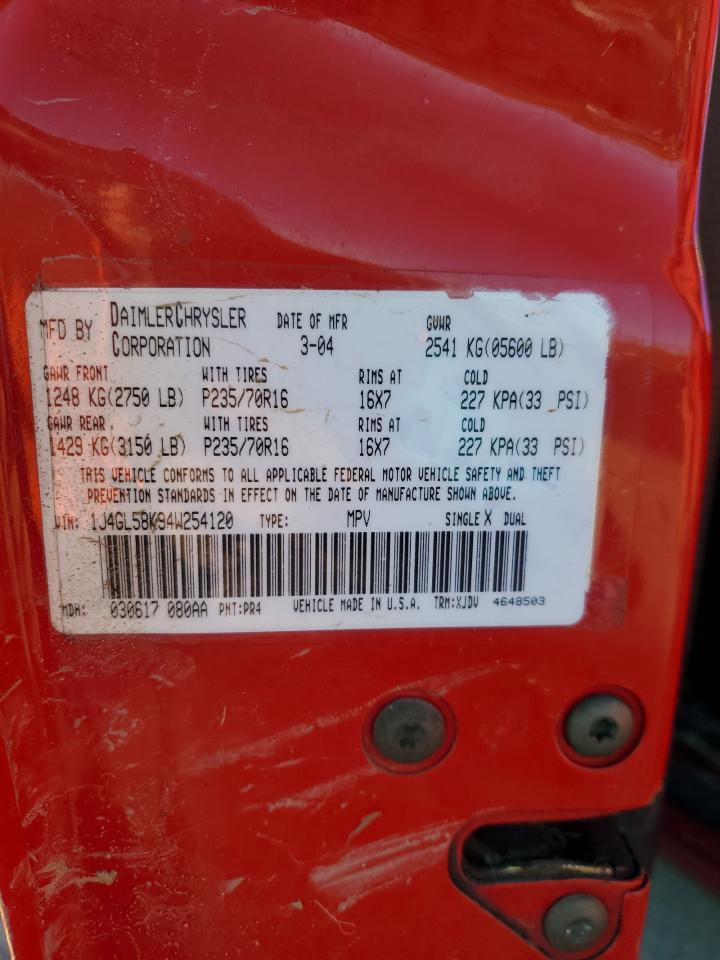 MFD BY DAIMLERCHRYSLER CORPORATION DATE OF MFR 3-04 GVWR 2541 KG(05600 LB)
GAWR FRONT WITH TIRES RIMS AT COLD
1248 KG(2750 LB) P235/70R16 16X7 227 KPA(33 PSI)
GAWR REAR WITH TIRES RIMS AT COLD
1429 KG(3150 LB) P235/70R16 16X7 227 KPA(33 PSI)
THIS VEHICLE CONFORMS TO ALL APPLICABLE FEDERAL MOTOR VEHICLE SAFETY AND THEFT
PREVENTION STANDARDS IN EFFECT ON THE DATE OF MANUFACTURE SHOWN ABOVE.
VIN: 1J4GL58K94W254120 TYPE: MPV SINGLE X DUAL
MDH: 030617 080AA PNT:PR4 VEHICLE MADE IN U.S.A. TRM:XJDV 4648503